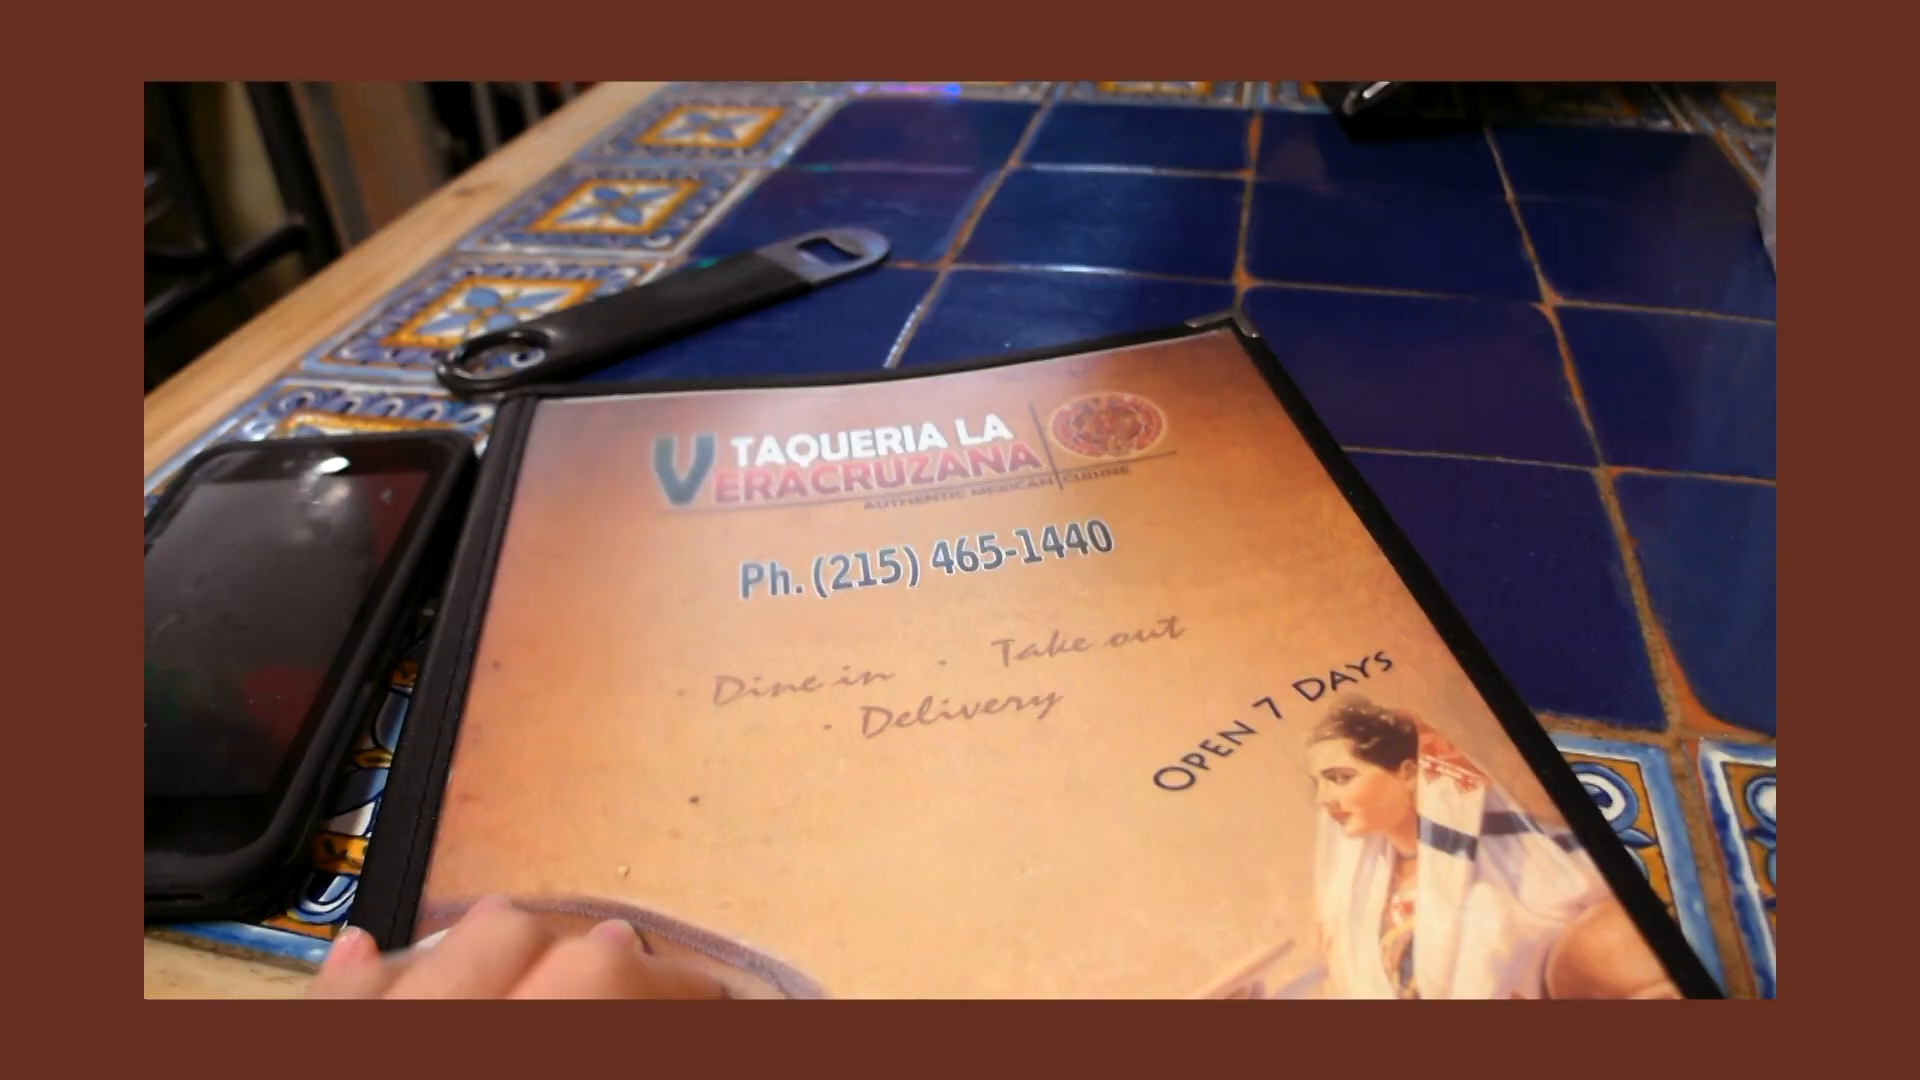 TAQUERIA LA
VERACRUZANA
AUTHENTIC MEXICAN CUISINE
Ph. (215) 465-1440
· Dine in · Take out
· Delivery
OPEN 7 DAYS